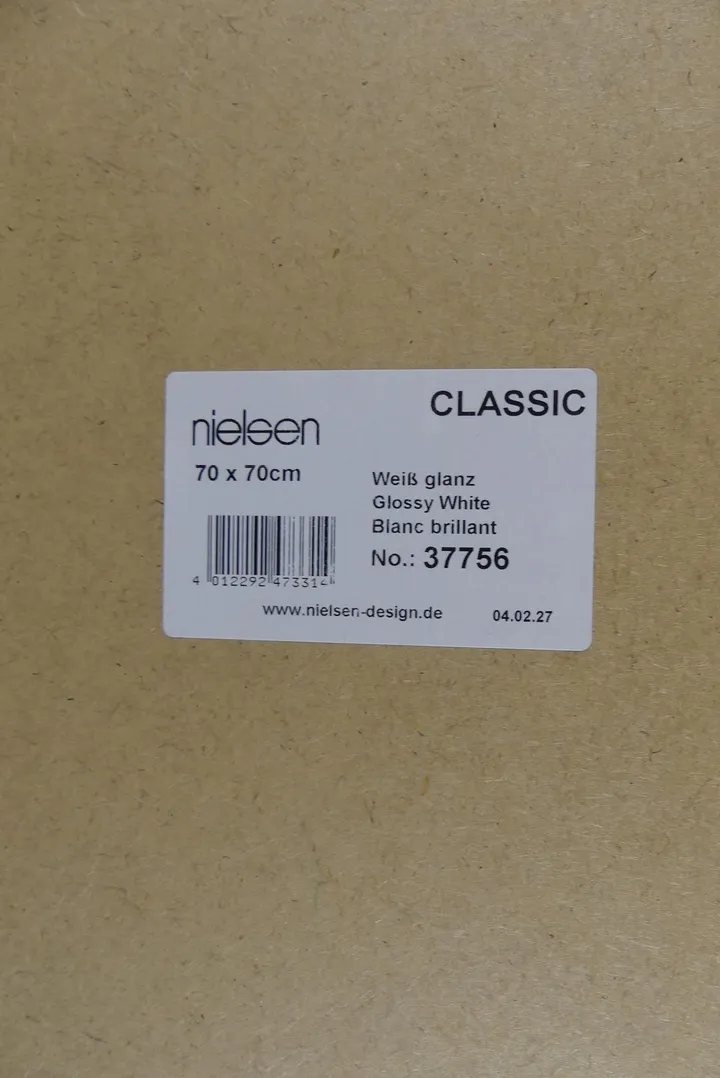 nielsen
CLASSIC
70 x 70cm
Weiß glanz
Glossy White
Blanc brillant
No.: 37756
4 012292 473314
www.nielsen-design.de
04.02.27